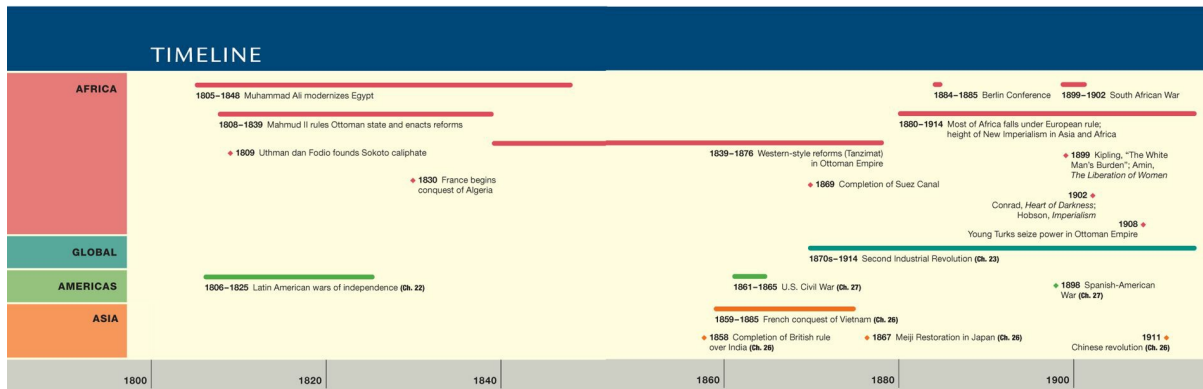 TIMELINE
AFRICA
1805–1848 Muhammad Ali modernizes Egypt
1884–1885 Berlin Conference
1899–1902 South African War
1808–1839 Mahmud II rules Ottoman state and enacts reforms
1880–1914 Most of Africa falls under European rule;
height of New Imperialism in Asia and Africa
1809 Uthman dan Fodio founds Sokoto caliphate
1839–1876 Western-style reforms (Tanzimat)
in Ottoman Empire
1899 Kipling, “The White
Man’s Burden”; Amin,
The Liberation of Women
1830 France begins
conquest of Algeria
1869 Completion of Suez Canal
1902
Conrad, Heart of Darkness;
Hobson, Imperialism
1908
Young Turks seize power in Ottoman Empire
GLOBAL
1870s–1914 Second Industrial Revolution (Ch. 23)
AMERICAS
1806–1825 Latin American wars of independence (Ch. 22)
1861–1865 U.S. Civil War (Ch. 27)
1898 Spanish-American
War (Ch. 27)
ASIA
1859–1885 French conquest of Vietnam (Ch. 26)
1858 Completion of British rule
over India (Ch. 26)
1867 Meiji Restoration in Japan (Ch. 26)
1911
Chinese revolution (Ch. 26)
1800
1820
1840
1860
1880
1900